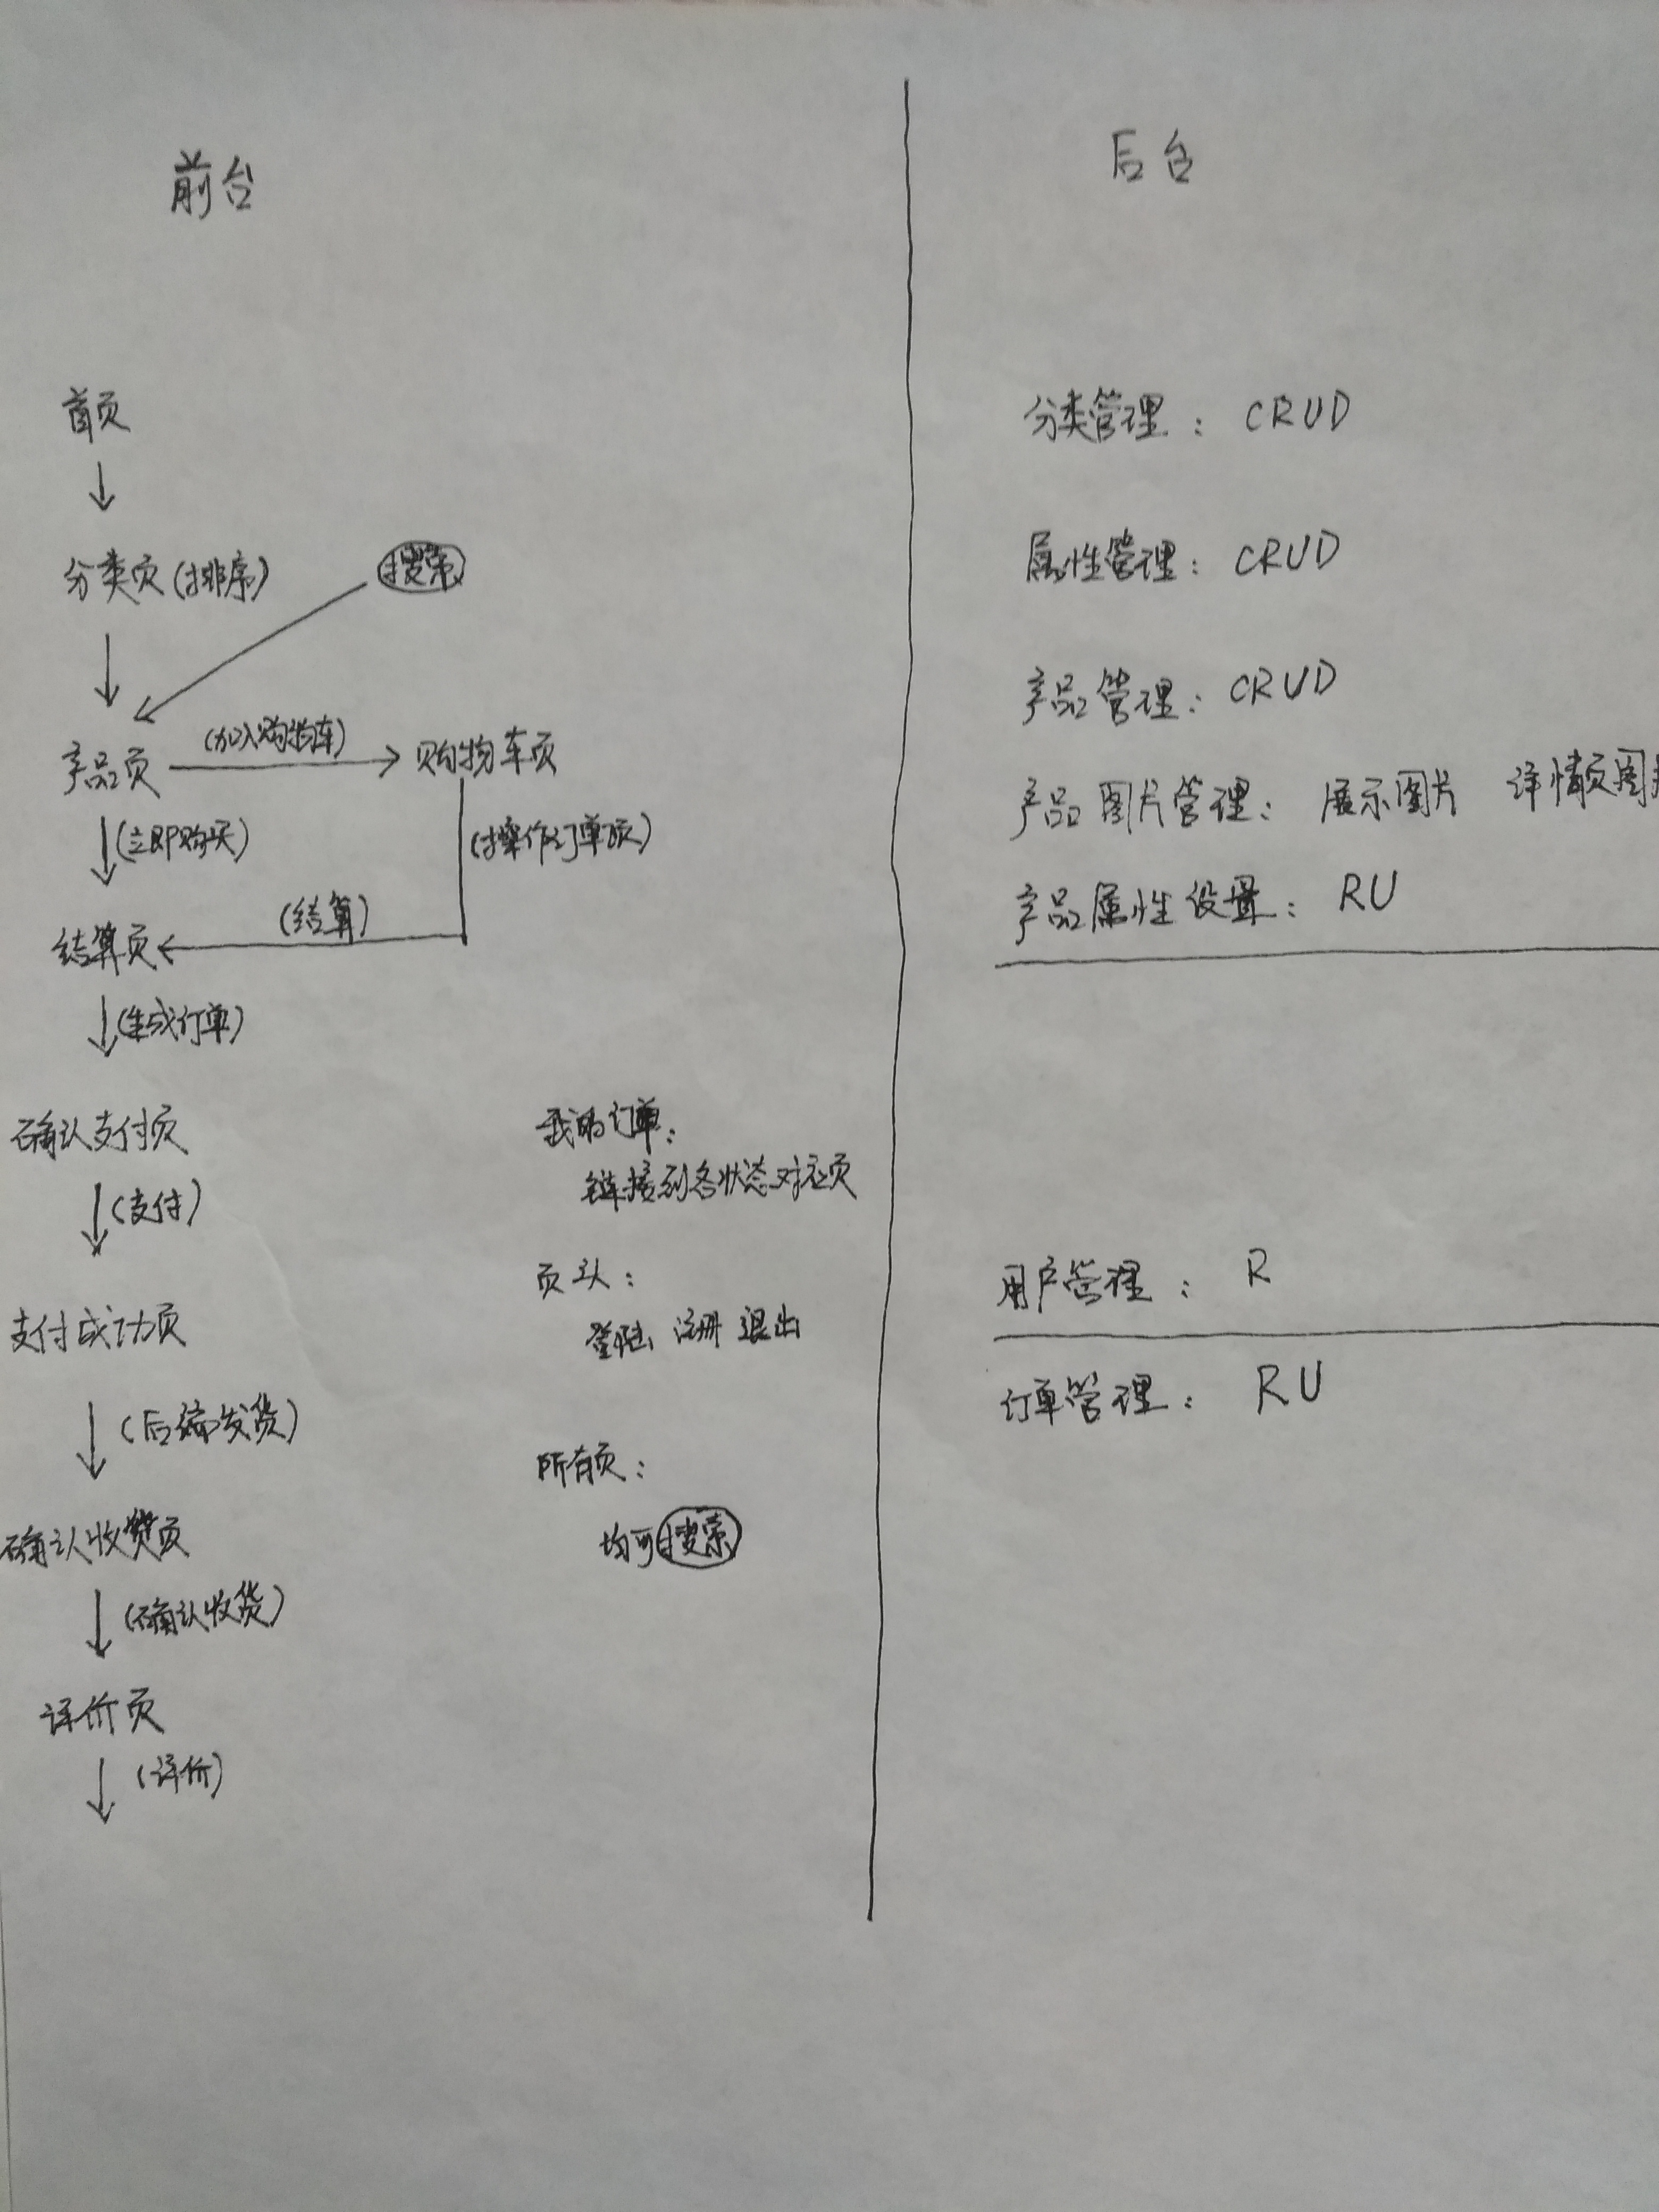 前台
首页
分类页(排序)
搜索
产品页
(加入购物车)
购物车页
(立即购买)
(操作订单项)
结算页
(结算)
(生成订单)
确认支付页
(支付)
支付成功页
(后端发货)
确认收货页
(确认收货)
评价页
(评价)
我的订单:
链接到各状态对应页
页头:
登陆 注册 退出
所有页:
均可搜索
后台
分类管理: CRUD
属性管理: CRUD
产品管理: CRUD
产品图片管理: 展示图片 详情页图
产品属性设置: RU
用户管理: R
订单管理: RU